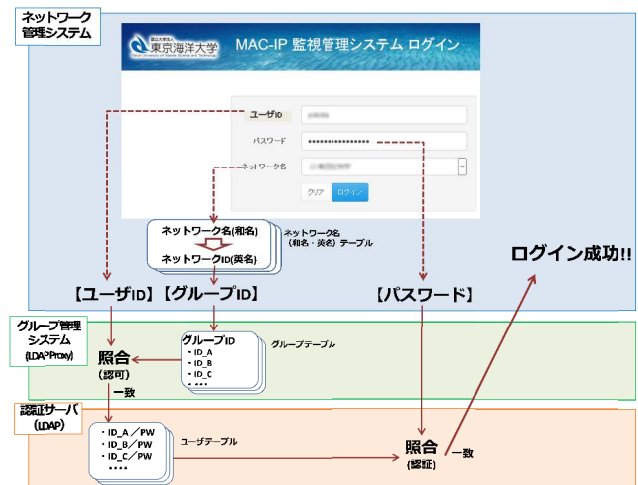 ネットワーク
管理システム
国立大学法人
東京海洋大学
Tokyo University of Marine Science and Technology
MAC-IP 監視管理システム ログイン
ユーザID
パスワード
••••••••••••••••
ネットワーク名
クリア ログイン
ネットワーク名(和名)
ネットワークID(英名)
ネットワーク名
(和名・英名) テーブル
ログイン成功!!
【ユーザID】【グループID】
【パスワード】
グループ管理
システム
(LDAP Proxy)
グループID
・ID_A
・ID_B
・ID_C
・・・・
グループテーブル
照合
(認可)
一致
認証サーバ
(LDAP)
・ID_A／PW
・ID_B／PW
・ID_C／PW
・・・・
ユーザテーブル
照合
(認証)
一致